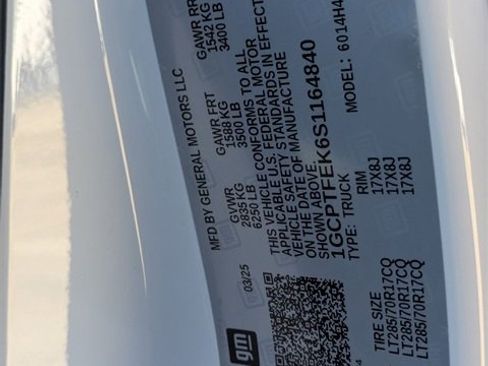 gm
03/25
MFD BY GENERAL MOTORS LLC
GVWR GAWR FRT GAWR RR
2835 KG 1588 KG 1542 KG
6250 LB 3500 LB 3400 LB
THIS VEHICLE CONFORMS TO ALL
APPLICABLE U.S. FEDERAL MOTOR
VEHICLE SAFETY STANDARDS IN EFFECT
ON THE DATE OF MANUFACTURE
SHOWN ABOVE.
1GCPTFEK6S1164840
TYPE: TRUCK MODEL: 6014H4
TIRE SIZE RIM
LT285/70R17CQ 17X8J
LT285/70R17CQ 17X8J
LT285/70R17CQ 17X8J